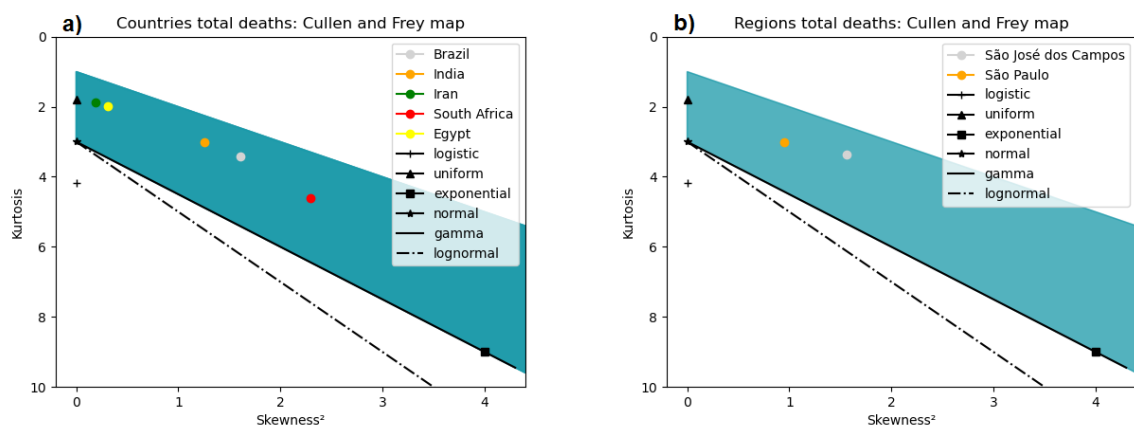 a) Countries total deaths: Cullen and Frey map
0
2
4
6
8
10
Kurtosis
0 1 2 3 4
Skewness²
Brazil
India
Iran
South Africa
Egypt
logistic
uniform
exponential
normal
gamma
lognormal
b) Regions total deaths: Cullen and Frey map
0
2
4
6
8
10
Kurtosis
0 1 2 3 4
Skewness²
São José dos Campos
São Paulo
logistic
uniform
exponential
normal
gamma
lognormal